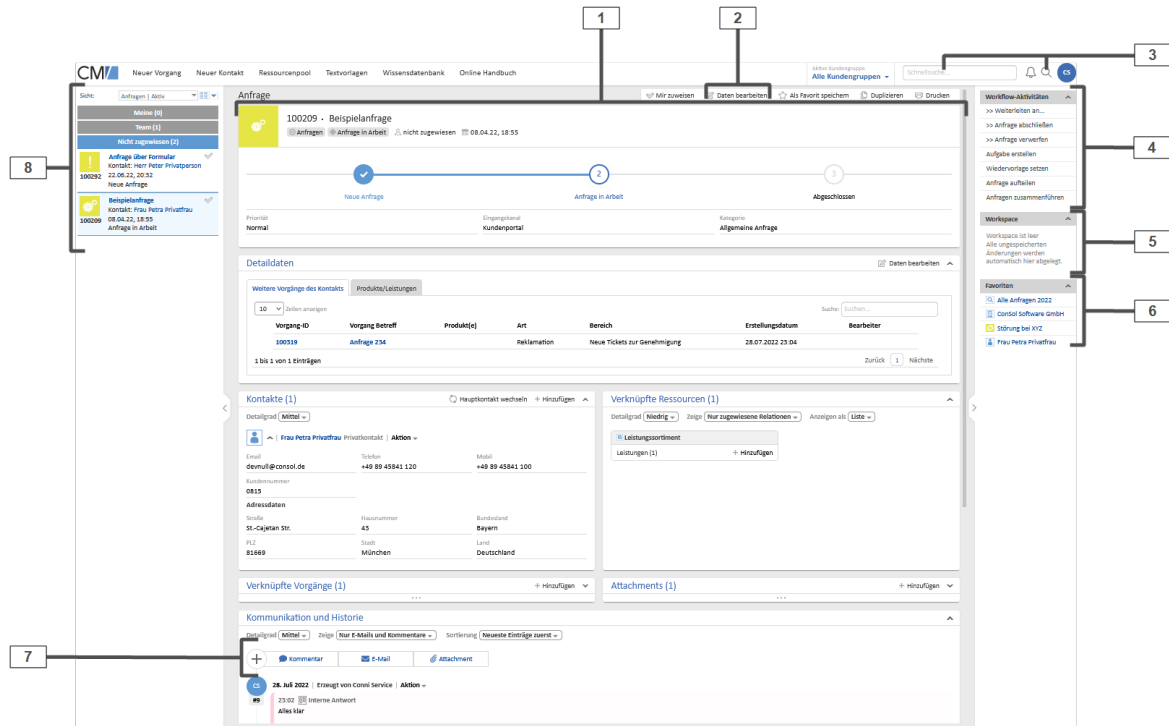 1
2
3
CM/
Neuer Vorgang
Neuer Kontakt
Ressourcenpool
Textvorlagen
Wissensdatenbank
Online Handbuch
Aktive Kundengruppe
Alle Kundengruppen
Schnellsuche...
CS
Sicht:
Anfragen | Aktiv
Meine (0)
Team (1)
Nicht zugewiesen (2)
Anfrage über Formular
Kontakt: Herr Peter Privatperson
100292
22.06.22, 20:32
Neue Anfrage
Beispielanfrage
Kontakt: Frau Petra Privatfrau
100209
08.04.22, 18:55
Anfrage in Arbeit
8
Anfrage
Mir zuweisen
Daten bearbeiten
Als Favorit speichern
Duplizieren
Drucken
100209 · Beispielanfrage
Anfragen
Anfrage in Arbeit
nicht zugewiesen
08.04.22, 18:55
2
3
Neue Anfrage
Anfrage in Arbeit
Abgeschlossen
Priorität
Eingangskanal
Kategorie
Normal
Kundenportal
Allgemeine Anfrage
Workflow-Aktivitäten
>> Weiterleiten an...
>> Anfrage abschließen
>> Anfrage verwerfen
Aufgabe erstellen
Wiedervorlage setzen
Anfrage aufteilen
Anfragen zusammenführen
4
Workspace
Workspace ist leer
Alle ungespeicherten
Änderungen werden
automatisch hier abgelegt.
5
Favoriten
Alle Anfragen 2022
ConSol Software GmbH
Störung bei XYZ
Frau Petra Privatfrau
6
Detaildaten
Daten bearbeiten
Weitere Vorgänge des Kontakts
Produkte/Leistungen
10
Zeilen anzeigen
Suche:
Suchen...
Vorgang-ID
Vorgang Betreff
Produkt(e)
Art
Bereich
Erstellungsdatum
Bearbeiter
100319
Anfrage 234
Reklamation
Neue Tickets zur Genehmigung
28.07.2022 23:04
1 bis 1 von 1 Einträgen
Zurück
1
Nächste
Kontakte (1)
Hauptkontakt wechseln
+ Hinzufügen
Detailgrad
Mittel
Frau Petra Privatfrau Privatkontakt | Aktion
Email
Telefon
Mobil
devnull@consol.de
+49 89 45841 120
+49 89 45841 100
Kundennummer
0815
Adressdaten
Straße
Hausnummer
Bundesland
St.-Cajetan Str.
43
Bayern
PLZ
Stadt
Land
81669
München
Deutschland
Verknüpfte Ressourcen (1)
Detailgrad
Niedrig
Zeige
Nur zugewiesene Relationen
Anzeigen als
Liste
Leistungssortiment
Leistungen (1)
+ Hinzufügen
Verknüpfte Vorgänge (1)
+ Hinzufügen
Attachments (1)
+ Hinzufügen
Kommunikation und Historie
Detailgrad
Mittel
Zeige
Nur E-Mails und Kommentare
Sortierung
Neueste Einträge zuerst
7
Kommentar
E-Mail
Attachment
CS
28. Juli 2022 | Erzeugt von Conni Service | Aktion
#9
23:02
Interne Antwort
Alles klar